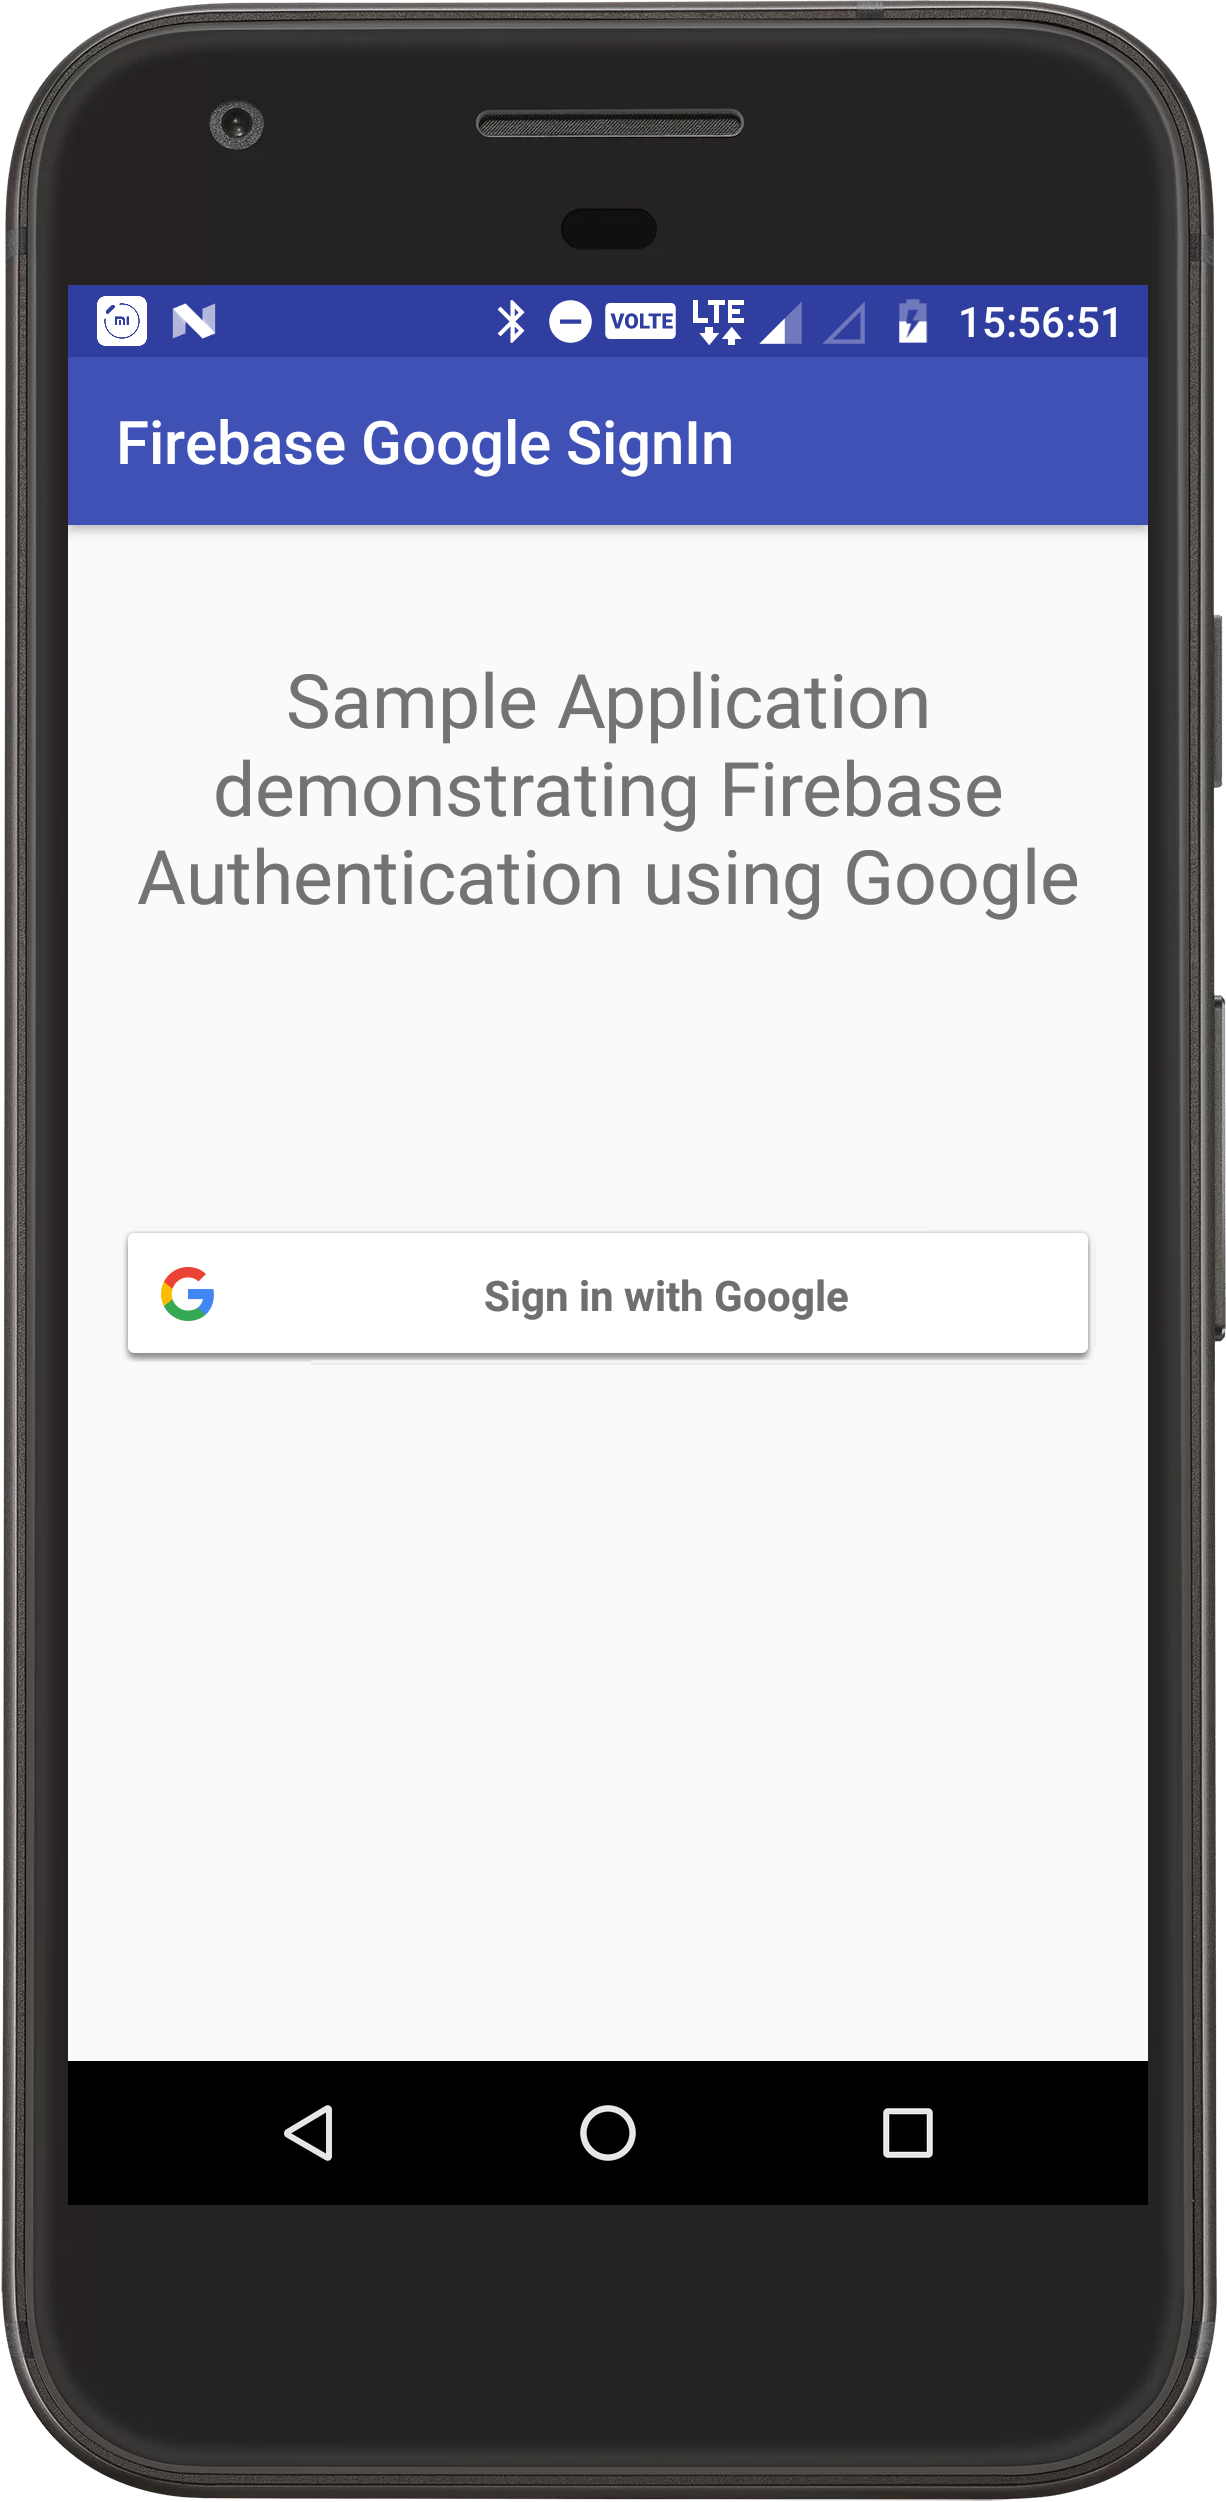 mi
VOLTE
LTE
15:56:51
Firebase Google SignIn
Sample Application
demonstrating Firebase
Authentication using Google
G
Sign in with Google